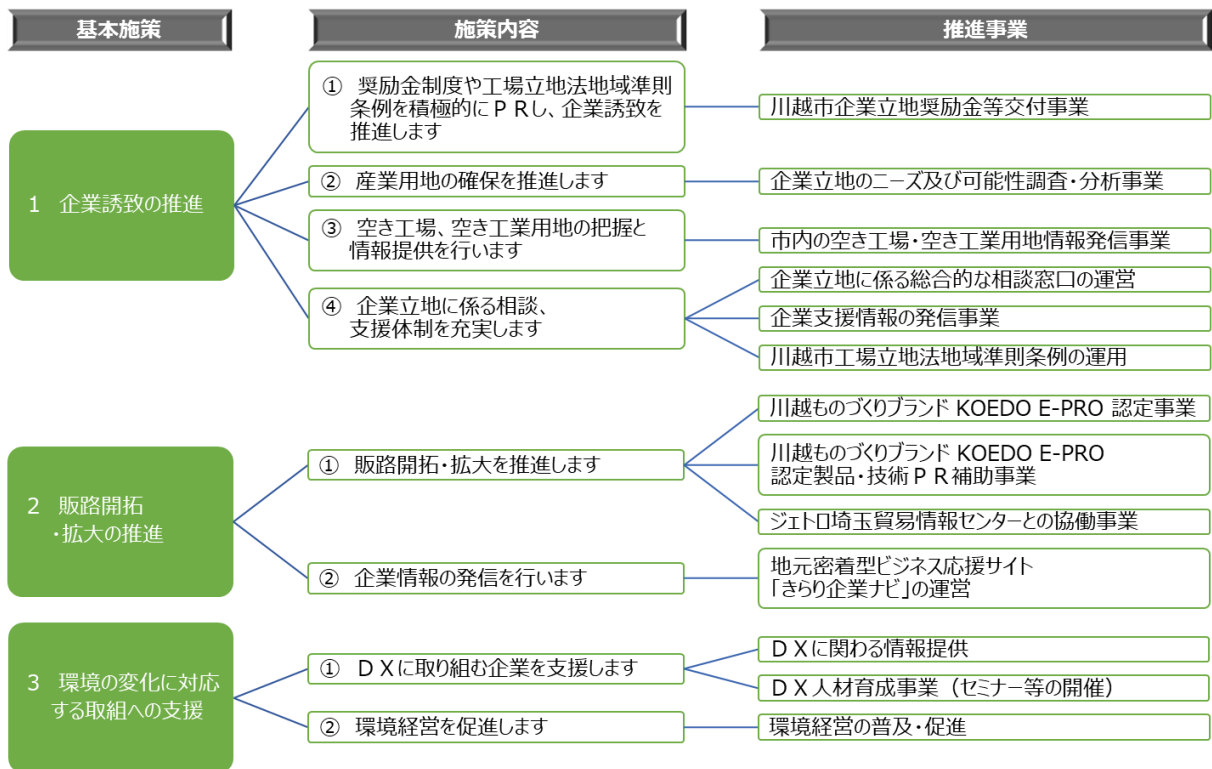 基本施策
施策内容
推進事業
1 企業誘致の推進
① 奨励金制度や工場立地法地域準則
条例を積極的にPRし、企業誘致を
推進します
川越市企業立地奨励金等交付事業
② 産業用地の確保を推進します
企業立地のニーズ及び可能性調査・分析事業
③ 空き工場、空き工業用地の把握と
情報提供を行います
市内の空き工場・空き工業用地情報発信事業
④ 企業立地に係る相談、
支援体制を充実します
企業立地に係る総合的な相談窓口の運営
企業支援情報の発信事業
川越市工場立地法地域準則条例の運用
2 販路開拓
・拡大の推進
① 販路開拓・拡大を推進します
川越ものづくりブランド KOEDO E-PRO 認定事業
川越ものづくりブランド KOEDO E-PRO
認定製品・技術PR補助事業
ジェトロ埼玉貿易情報センターとの協働事業
② 企業情報の発信を行います
地元密着型ビジネス応援サイト
「きらり企業ナビ」の運営
3 環境の変化に対応
する取組への支援
① DXに取り組む企業を支援します
DXに関わる情報提供
DX人材育成事業（セミナー等の開催）
② 環境経営を促進します
環境経営の普及・促進